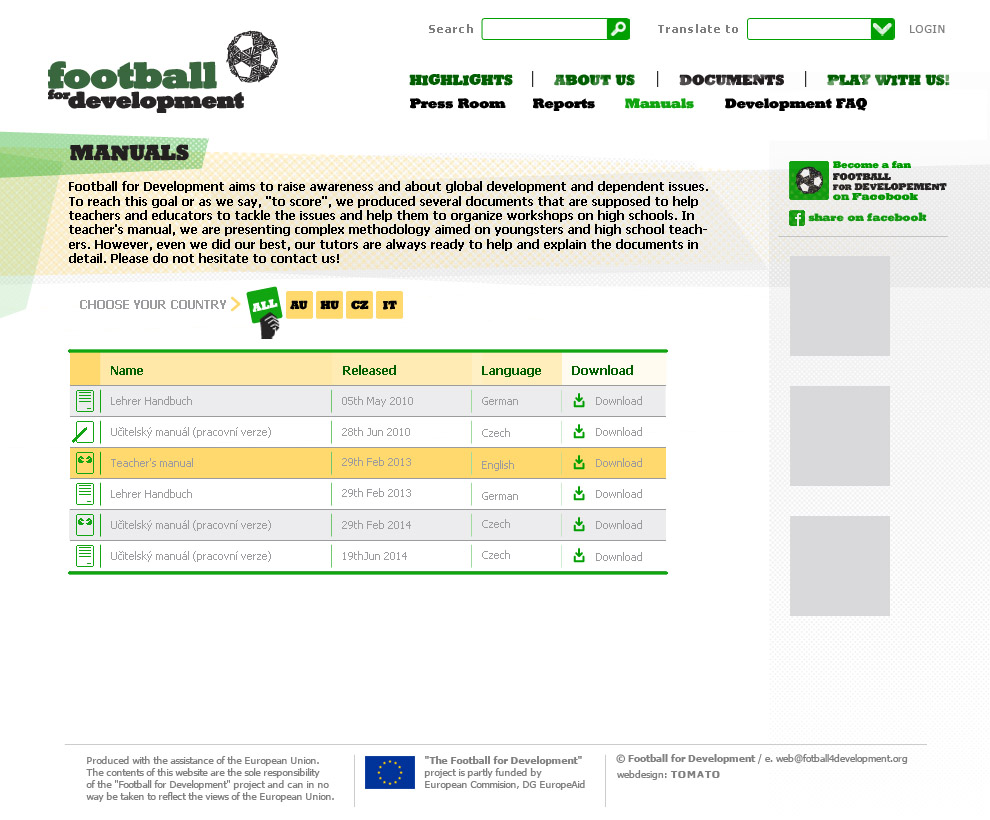 Search
Translate to
LOGIN
football
for development
HIGHLIGHTS
ABOUT US
DOCUMENTS
PLAY WITH US!
Press Room
Reports
Manuals
Development FAQ
MANUALS
Football for Development aims to raise awareness and about global development and dependent issues.
To reach this goal or as we say, "to score", we produced several documents that are supposed to help
teachers and educators to tackle the issues and help them to organize workshops on high schools. In
teacher's manual, we are presenting complex methodology aimed on youngsters and high school teach-
ers. However, even we did our best, our tutors are always ready to help and explain the documents in
detail. Please do not hesitate to contact us!
Become a fan
FOOTBALL
FOR DEVELOPEMENT
on Facebook
share on facebook
CHOOSE YOUR COUNTRY
ALL
AU
HU
CZ
IT
Name Released Language Download
Lehrer Handbuch 05th May 2010 German Download
Učitelský manuál (pracovní verze) 28th Jun 2010 Czech Download
Teacher's manual 29th Feb 2013 English Download
Lehrer Handbuch 29th Feb 2013 German Download
Učitelský manuál (pracovní verze) 29th Feb 2014 Czech Download
Učitelský manuál (pracovní verze) 19thJun 2014 Czech Download
Produced with the assistance of the European Union.
The contents of this website are the sole responsibility
of the "Football for Development" project and can in no
way be taken to reflect the views of the European Union.
"The Football for Development"
project is partly funded by
European Commision, DG EuropeAid
© Football for Development / e. web@fotball4development.org
webdesign: TOMATO